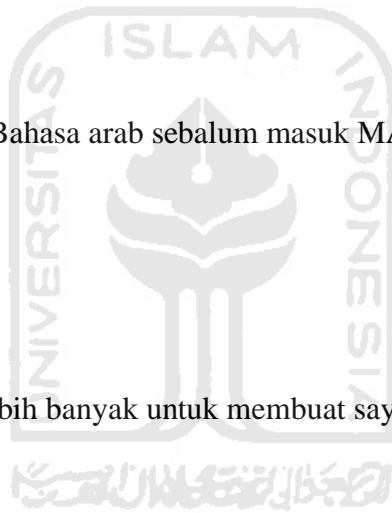 ISLAM
UNIVERSITAS
INDONESIA
Bahasa arab sebalum masuk MA
bih banyak untuk membuat say